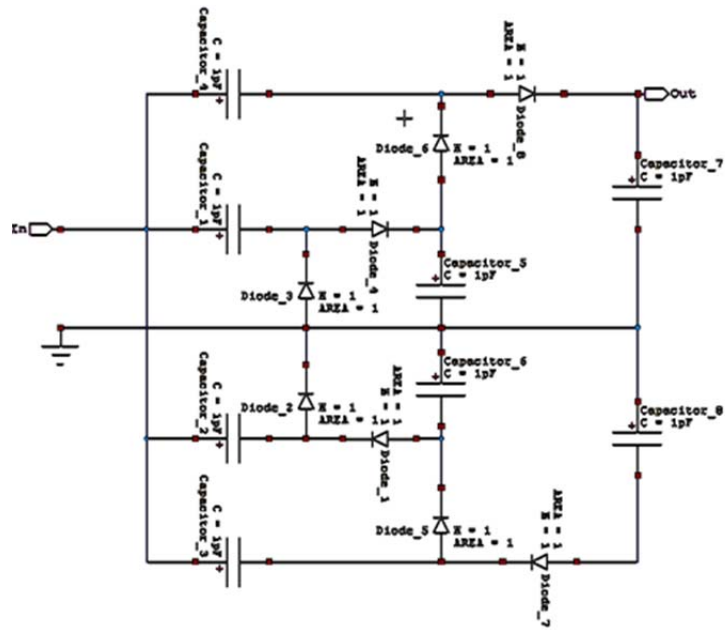 C = 1pF
Capacitor_4
N = 1
AREA = 1
Diode_8
Out
Diode_6
N = 1
AREA = 1
Capacitor_7
C = 1pF
C = 1pF
Capacitor_1
N = 1
AREA = 1
Diode_4
In
Capacitor_5
C = 1pF
Diode_3
N = 1
AREA = 1
C = 1pF
Capacitor_2
Diode_2
N = 1
AREA = 1
AREA = 1
N = 1
Diode_1
Capacitor_6
C = 1pF
Capacitor_8
C = 1pF
C = 1pF
Capacitor_3
Diode_5
N = 1
AREA = 1
AREA = 1
N = 1
Diode_7